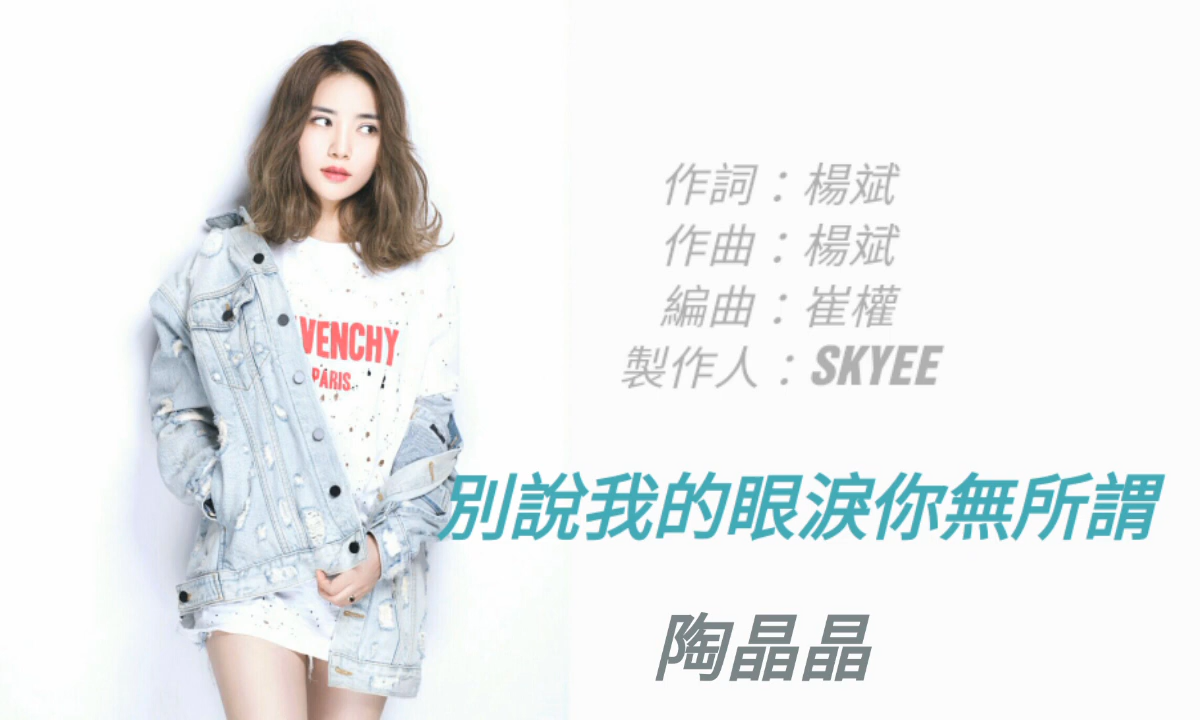 作詞：楊斌
作曲：楊斌
編曲：崔權
製作人：SKYEE
VENCHY
PARIS
別說我的眼淚你無所謂
陶晶晶